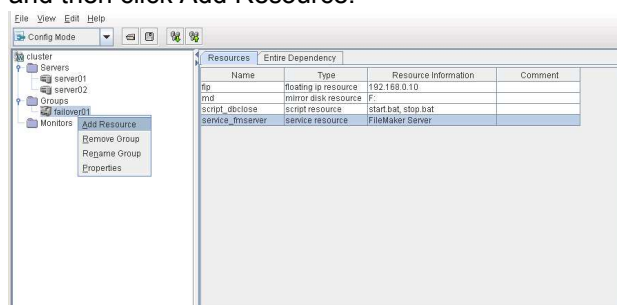 and then click Add Resource.
File View Edit Help
Config Mode
cluster
Servers
server01
server02
Groups
failover01
Monitors
Add Resource
Remove Group
Rename Group
Properties
Resources Entire Dependency
Name Type Resource Information Comment
fip floating ip resource 192.168.0.10
md mirror disk resource F:
script_dbclose script resource start.bat, stop.bat
service_fmserver service resource FileMaker Server